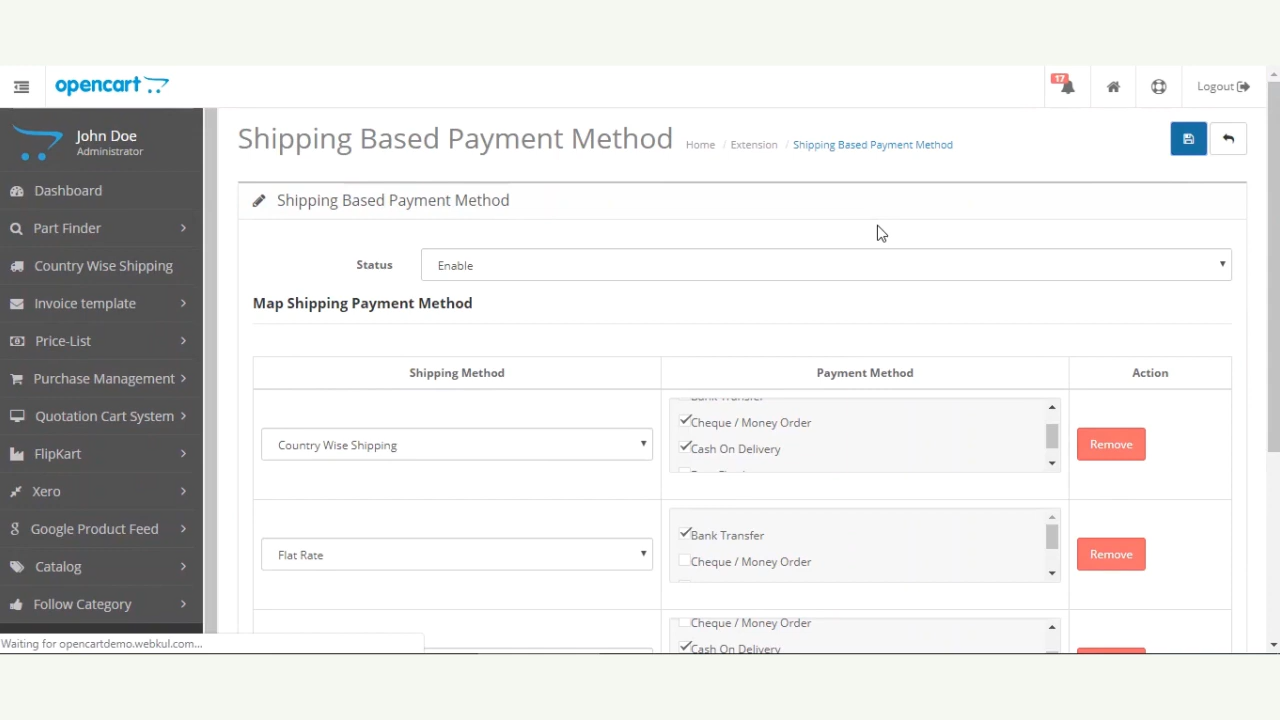 opencart
17
Logout
John Doe
Administrator
Dashboard
Part Finder
Country Wise Shipping
Invoice template
Price-List
Purchase Management
Quotation Cart System
FlipKart
Xero
Google Product Feed
Catalog
Follow Category
Waiting for opencartdemo.webkul.com...
Shipping Based Payment Method
Home / Extension / Shipping Based Payment Method
Shipping Based Payment Method
Status
Enable
Map Shipping Payment Method
Shipping Method Payment Method Action
Country Wise Shipping
Bank Transfer
Cheque / Money Order
Cash On Delivery
Remove
Flat Rate
Bank Transfer
Cheque / Money Order
Remove
Cheque / Money Order
Cash On Delivery